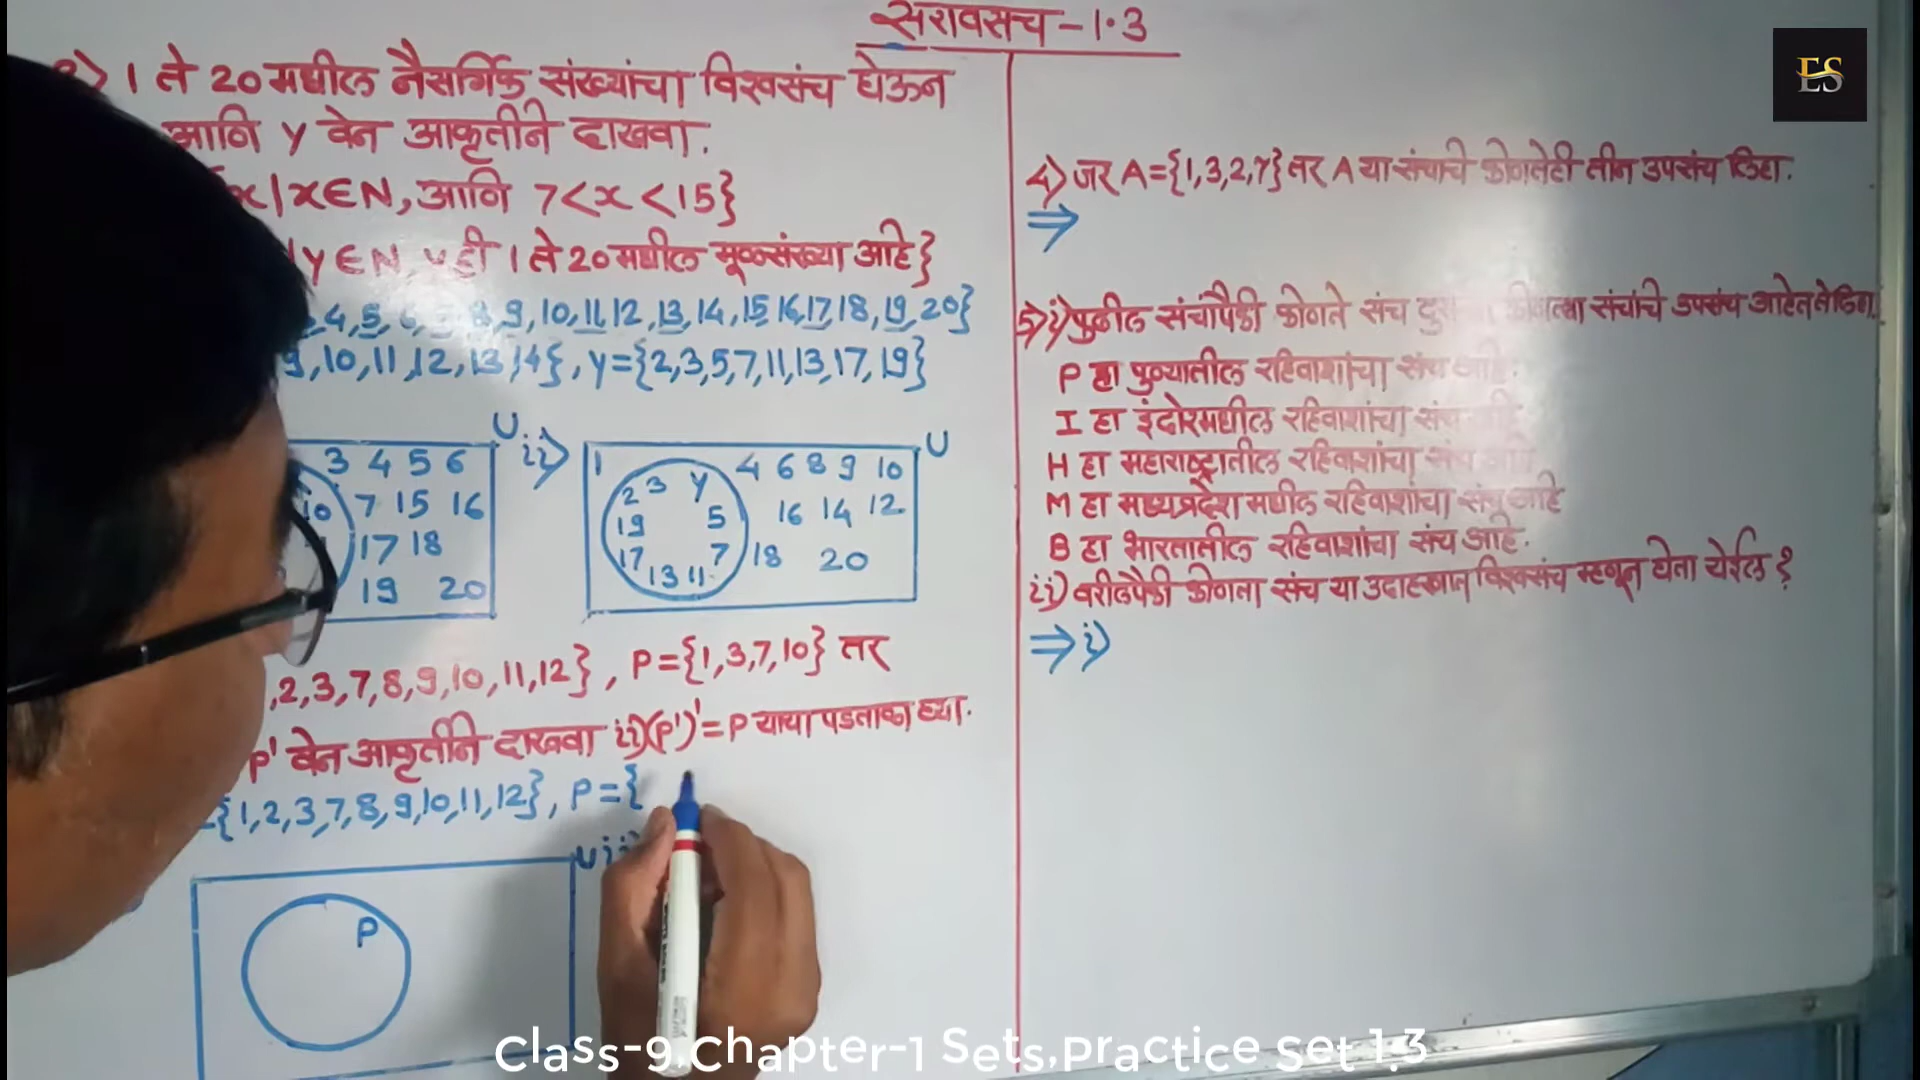 सरावसंच - 1.3
ES
1 ते 20 मधील नैसर्गिक संख्यांचा विश्वसंच घेऊन
आणि y वेन आकृतीने दाखवा.
x | x ∈ N, आणि 7 < x < 15}
| y ∈ N, y ही 1 ते 20 मधील मूळसंख्या आहे}
4, 5, 6, 8, 9, 10, 11, 12, 13, 14, 15, 16, 17, 18, 19, 20}
9, 10, 11, 12, 13, 14}, y = {2, 3, 5, 7, 11, 13, 17, 19}
U
3 4 5 6
10 7 15 16
17 18
19 20
ii) U
1 4 6 8 9 10
2 3 y
19 5 16 14 12
17 7 18 20
13 11
, 2, 3, 7, 8, 9, 10, 11, 12}, P = {1, 3, 7, 10} तर
P' वेन आकृतीने दाखवा ii) (P')' = P याचा पडताळा घ्या.
{1, 2, 3, 7, 8, 9, 10, 11, 12}, P = {
U ii)
P
4) जर A = {1, 3, 2, 7} तर A या संचाचे कोणतेही तीन उपसंच लिहा.
⇒
5) i) पुढील संचांपैकी कोणते संच कोणत्या संचांचे उपसंच आहेत ते लिहा.
P हा पुण्यातील रहिवाशांचा संच आहे.
I हा इंदोरमधील रहिवाशांचा संच
H हा महाराष्ट्रातील रहिवाशांचा संच आहे
M हा मध्यप्रदेश मधील रहिवाशांचा संच आहे
B हा भारतातील रहिवाशांचा संच आहे.
ii) वरीलपैकी कोणता संच या उदाहरणात विश्वसंच म्हणून घेता येईल ?
⇒ i)
Class-9,Chapter-1 Sets,Practice Set 1.3